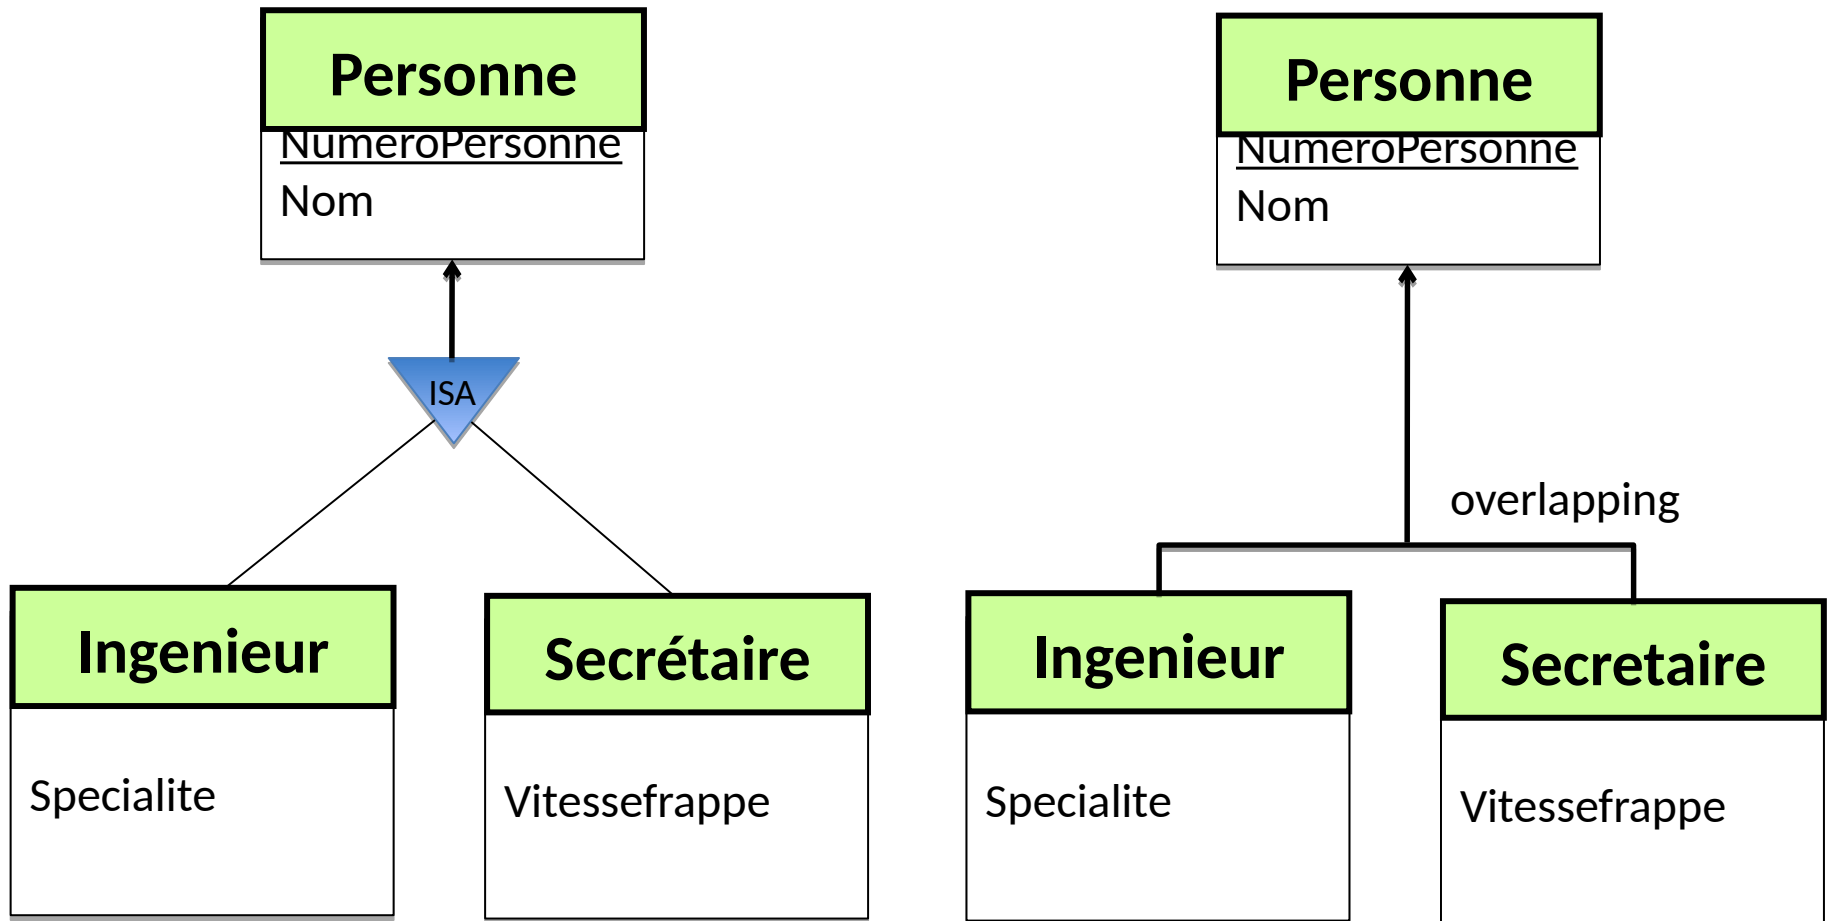 Personne
NumeroPersonne
Nom
ISA
Ingenieur
Specialite
Secrétaire
Vitessefrappe
Personne
NumeroPersonne
Nom
overlapping
Ingenieur
Specialite
Secretaire
Vitessefrappe